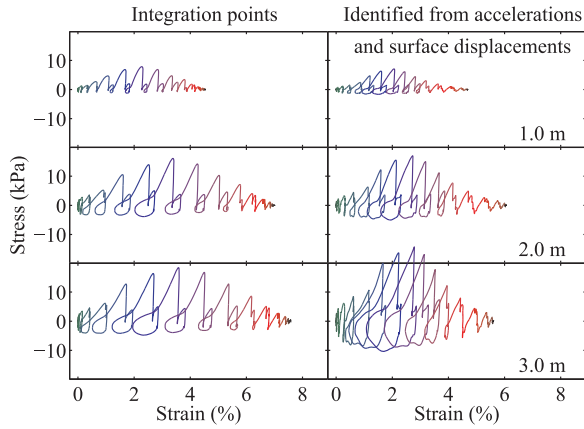 Integration points
Identified from accelerations
and surface displacements
10
0
−10
1.0 m
Stress (kPa)
10
0
−10
2.0 m
10
0
−10
3.0 m
0 2 4 6 8
0 2 4 6 8
Strain (%)
Strain (%)